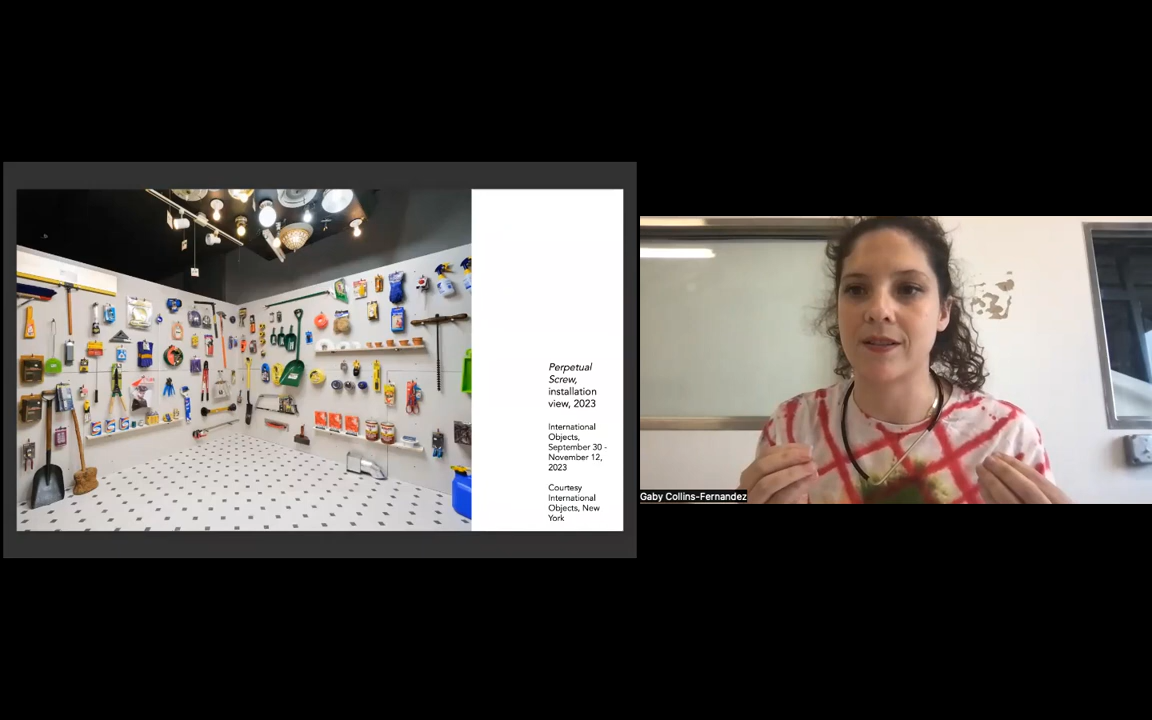 Perpetual
Screw,
installation
view, 2023
International
Objects,
September 30 -
November 12,
2023
Courtesy
International
Objects, New
York
Gaby Collins-Fernandez